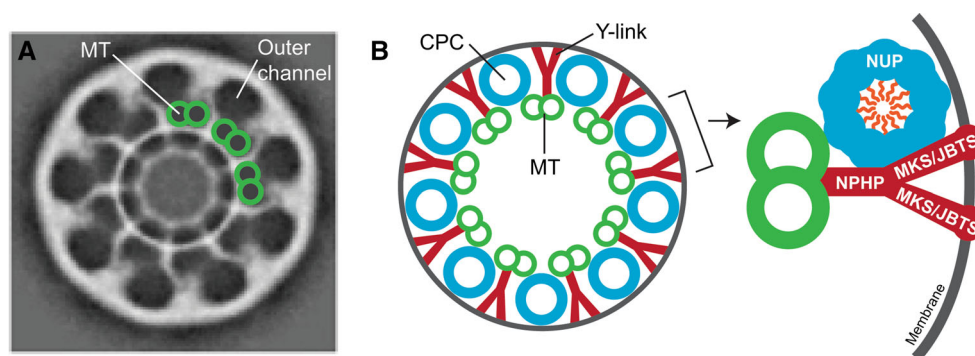 A
MT
Outer
channel
B
CPC
Y-link
MT
NUP
NPHP
MKS/JBTS
MKS/JBTS
Membrane